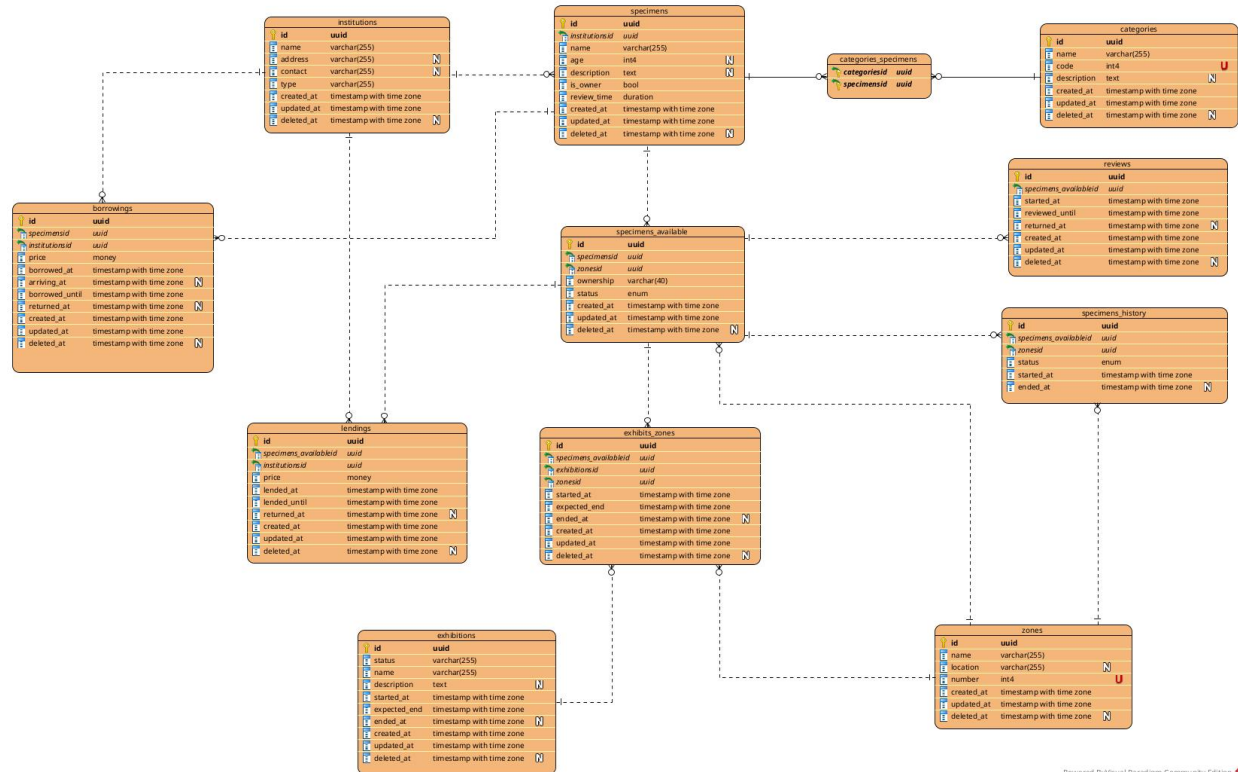 institutions
id uuid
name varchar(255)
address varchar(255) N
contact varchar(255) N
type varchar(255)
created_at timestamp with time zone
updated_at timestamp with time zone
deleted_at timestamp with time zone N
specimens
id uuid
institutionsid uuid
name varchar(255)
age int4 N
description text N
is_owner bool
review_time duration
created_at timestamp with time zone
updated_at timestamp with time zone
deleted_at timestamp with time zone N
categories_specimens
categoriesid uuid
specimensid uuid
categories
id uuid
name varchar(255)
code int4 U
description text N
created_at timestamp with time zone
updated_at timestamp with time zone
deleted_at timestamp with time zone N
reviews
id uuid
specimens_availableid uuid
started_at timestamp with time zone
reviewed_until timestamp with time zone
returned_at timestamp with time zone N
created_at timestamp with time zone
updated_at timestamp with time zone
deleted_at timestamp with time zone N
borrowings
id uuid
specimensid uuid
institutionsid uuid
price money
borrowed_at timestamp with time zone
arriving_at timestamp with time zone N
borrowed_until timestamp with time zone
returned_at timestamp with time zone N
created_at timestamp with time zone
updated_at timestamp with time zone
deleted_at timestamp with time zone N
specimens_available
id uuid
specimensid uuid
zonesid uuid
ownership varchar(40)
status enum
created_at timestamp with time zone
updated_at timestamp with time zone
deleted_at timestamp with time zone N
specimens_history
id uuid
specimens_availableid uuid
zonesid uuid
status enum
started_at timestamp with time zone
ended_at timestamp with time zone N
lendings
id uuid
specimens_availableid uuid
institutionsid uuid
price money
lended_at timestamp with time zone
lended_until timestamp with time zone
returned_at timestamp with time zone N
created_at timestamp with time zone
updated_at timestamp with time zone
deleted_at timestamp with time zone N
exhibits_zones
id uuid
specimens_availableid uuid
exhibitionsid uuid
zonesid uuid
started_at timestamp with time zone
expected_end timestamp with time zone
ended_at timestamp with time zone N
created_at timestamp with time zone
updated_at timestamp with time zone
deleted_at timestamp with time zone N
exhibitions
id uuid
status varchar(255)
name varchar(255)
description text N
started_at timestamp with time zone
expected_end timestamp with time zone
ended_at timestamp with time zone N
created_at timestamp with time zone
updated_at timestamp with time zone
deleted_at timestamp with time zone N
zones
id uuid
name varchar(255)
location varchar(255) N
number int4 U
created_at timestamp with time zone
updated_at timestamp with time zone
deleted_at timestamp with time zone N